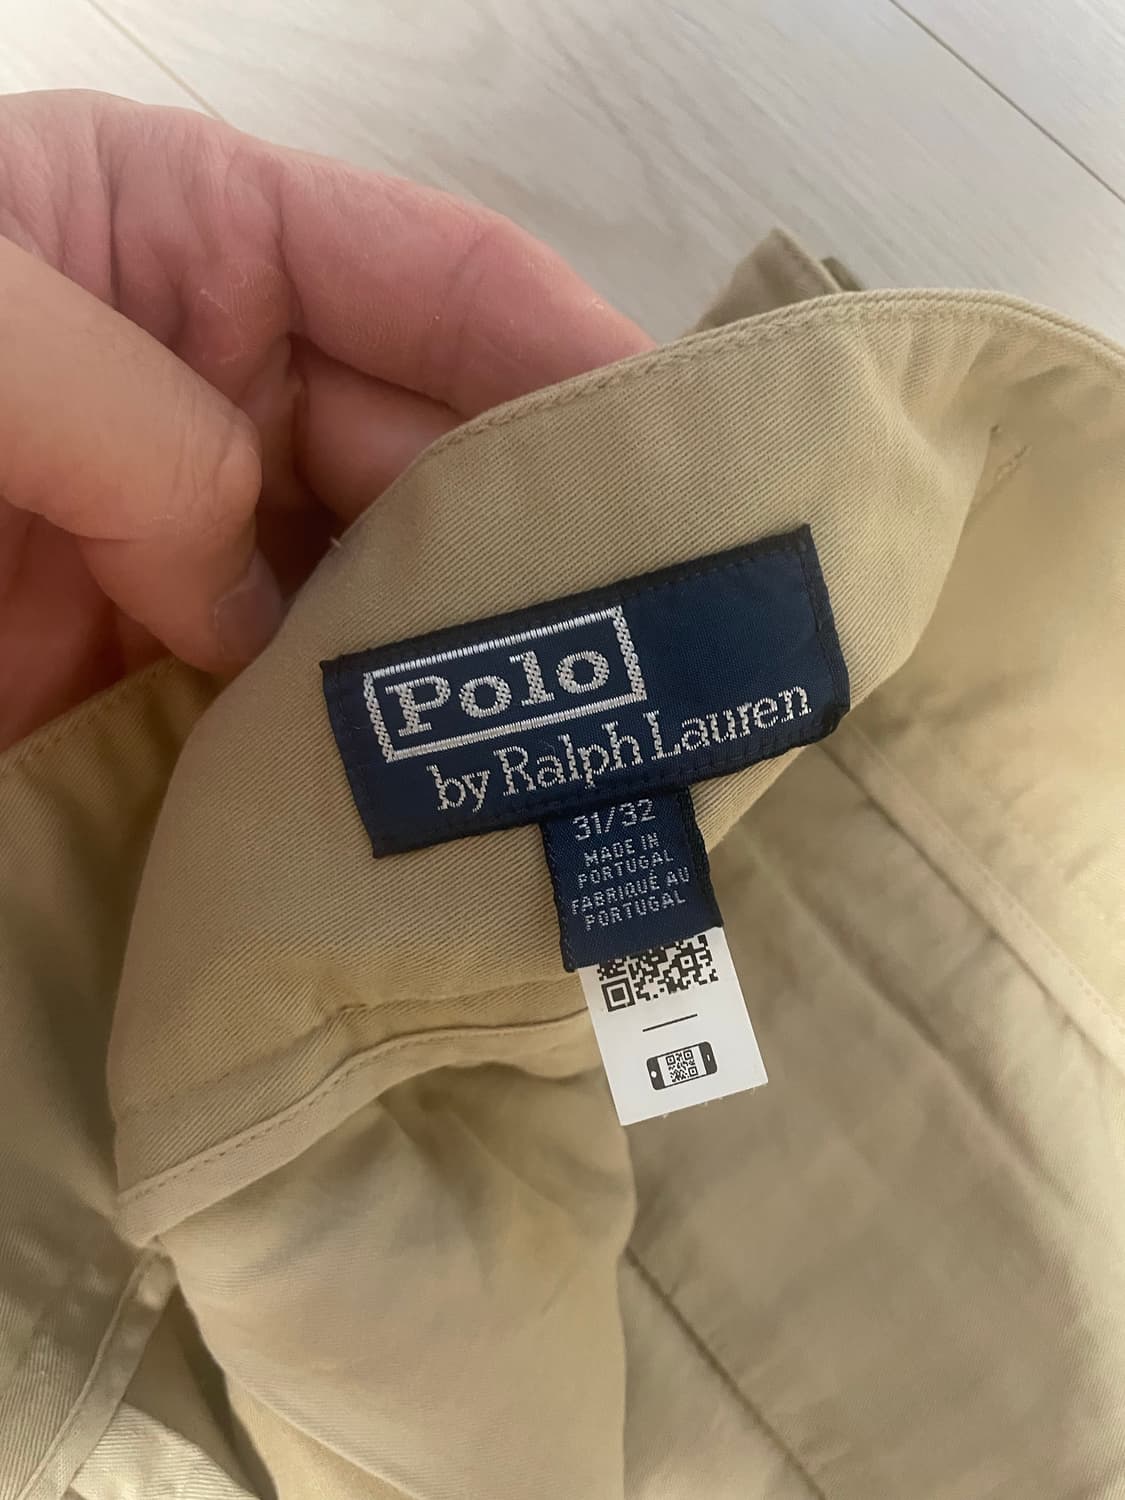 Polo
by Ralph Lauren
31/32
MADE IN
PORTUGAL
FABRIQUÉ AU
PORTUGAL